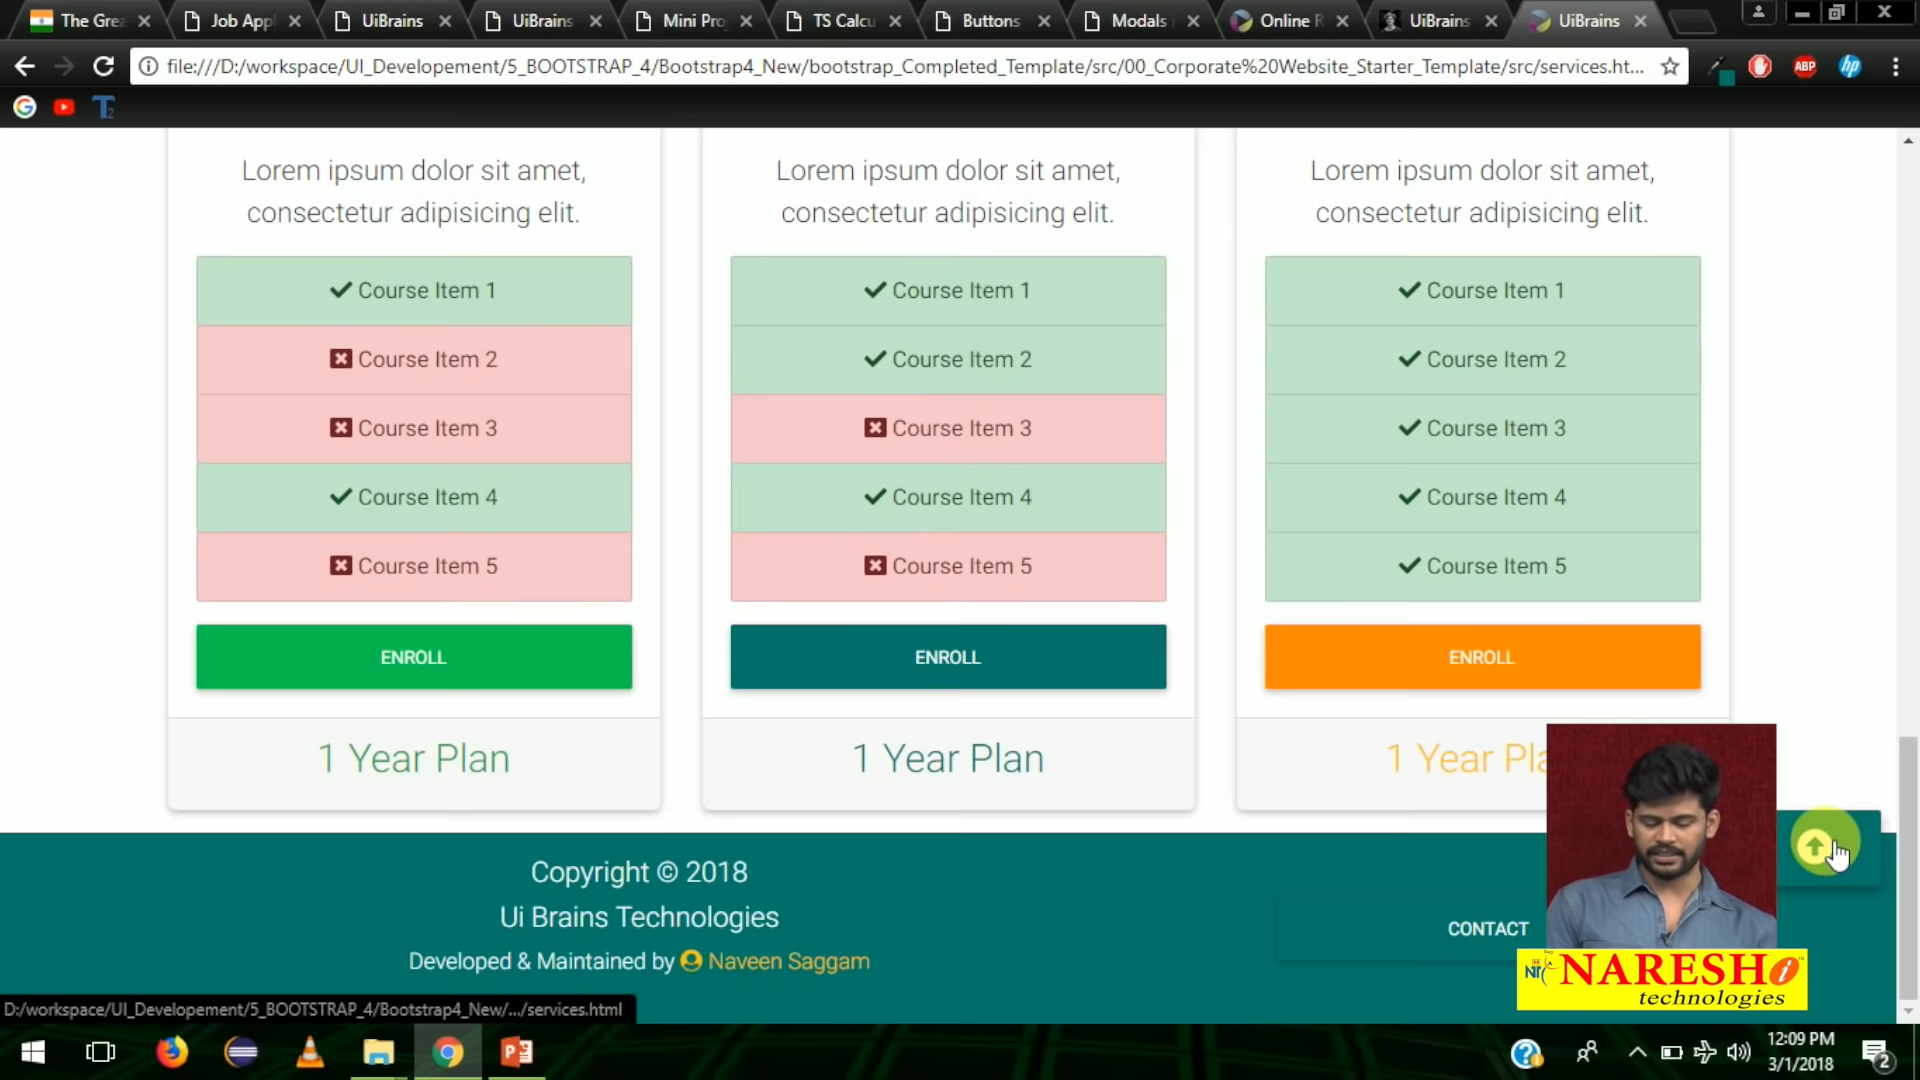 The Gre
Job Appl
UiBrains
UiBrains
Mini Pro
TS Calcu
Buttons
Modals
Online R
UiBrains
UiBrains
file:///D:/workspace/UI_Developement/5_BOOTSTRAP_4/Bootstrap4_New/bootstrap_Completed_Template/src/00_Corporate%20Website_Starter_Template/src/services.ht...
ABP
hp
Lorem ipsum dolor sit amet,
consectetur adipisicing elit.
Course Item 1
Course Item 2
Course Item 3
Course Item 4
Course Item 5
ENROLL
1 Year Plan
Lorem ipsum dolor sit amet,
consectetur adipisicing elit.
Course Item 1
Course Item 2
Course Item 3
Course Item 4
Course Item 5
ENROLL
1 Year Plan
Lorem ipsum dolor sit amet,
consectetur adipisicing elit.
Course Item 1
Course Item 2
Course Item 3
Course Item 4
Course Item 5
ENROLL
1 Year Pla
Copyright © 2018
Ui Brains Technologies
Developed & Maintained by Naveen Saggam
CONTACT
NARESH i
technologies
D:/workspace/UI_Developement/5_BOOTSTRAP_4/Bootstrap4_New/.../services.html
12:09 PM
3/1/2018
2